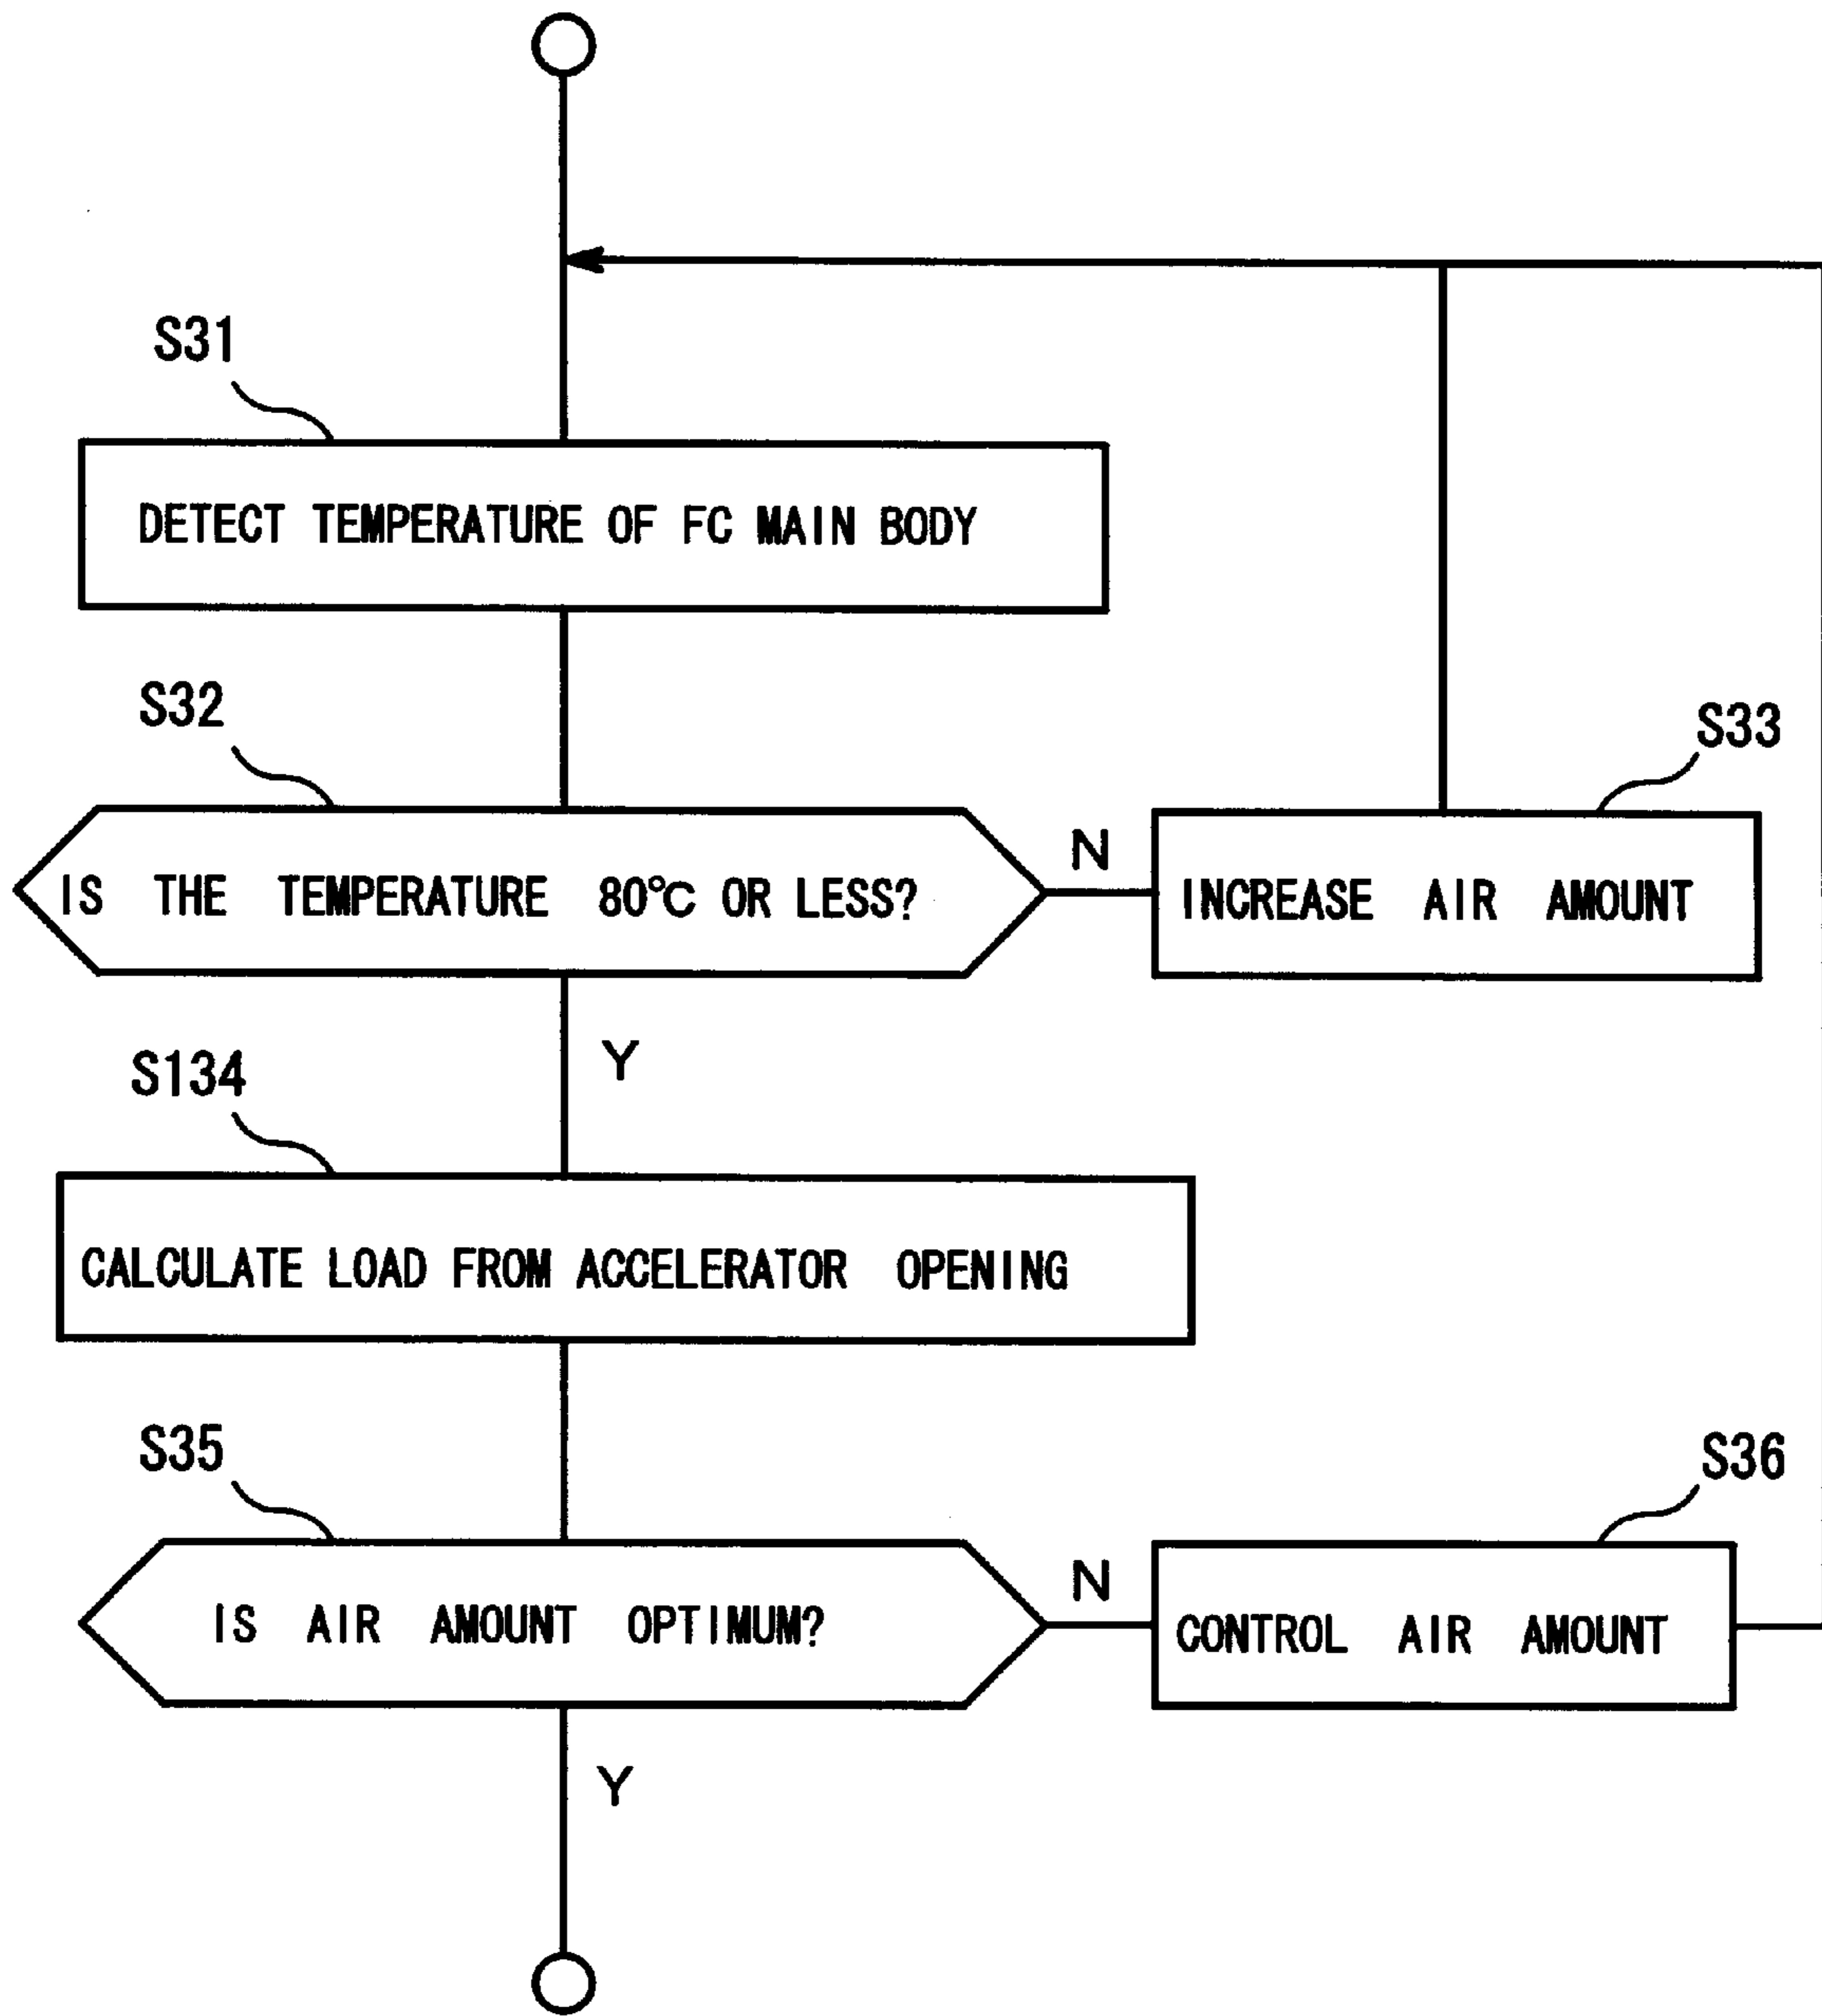 S31
DETECT TEMPERATURE OF FC MAIN BODY
S32
IS THE TEMPERATURE 80℃ OR LESS?
N
S33
INCREASE AIR AMOUNT
Y
S134
CALCULATE LOAD FROM ACCELERATOR OPENING
S35
IS AIR AMOUNT OPTIMUM?
N
S36
CONTROL AIR AMOUNT
Y